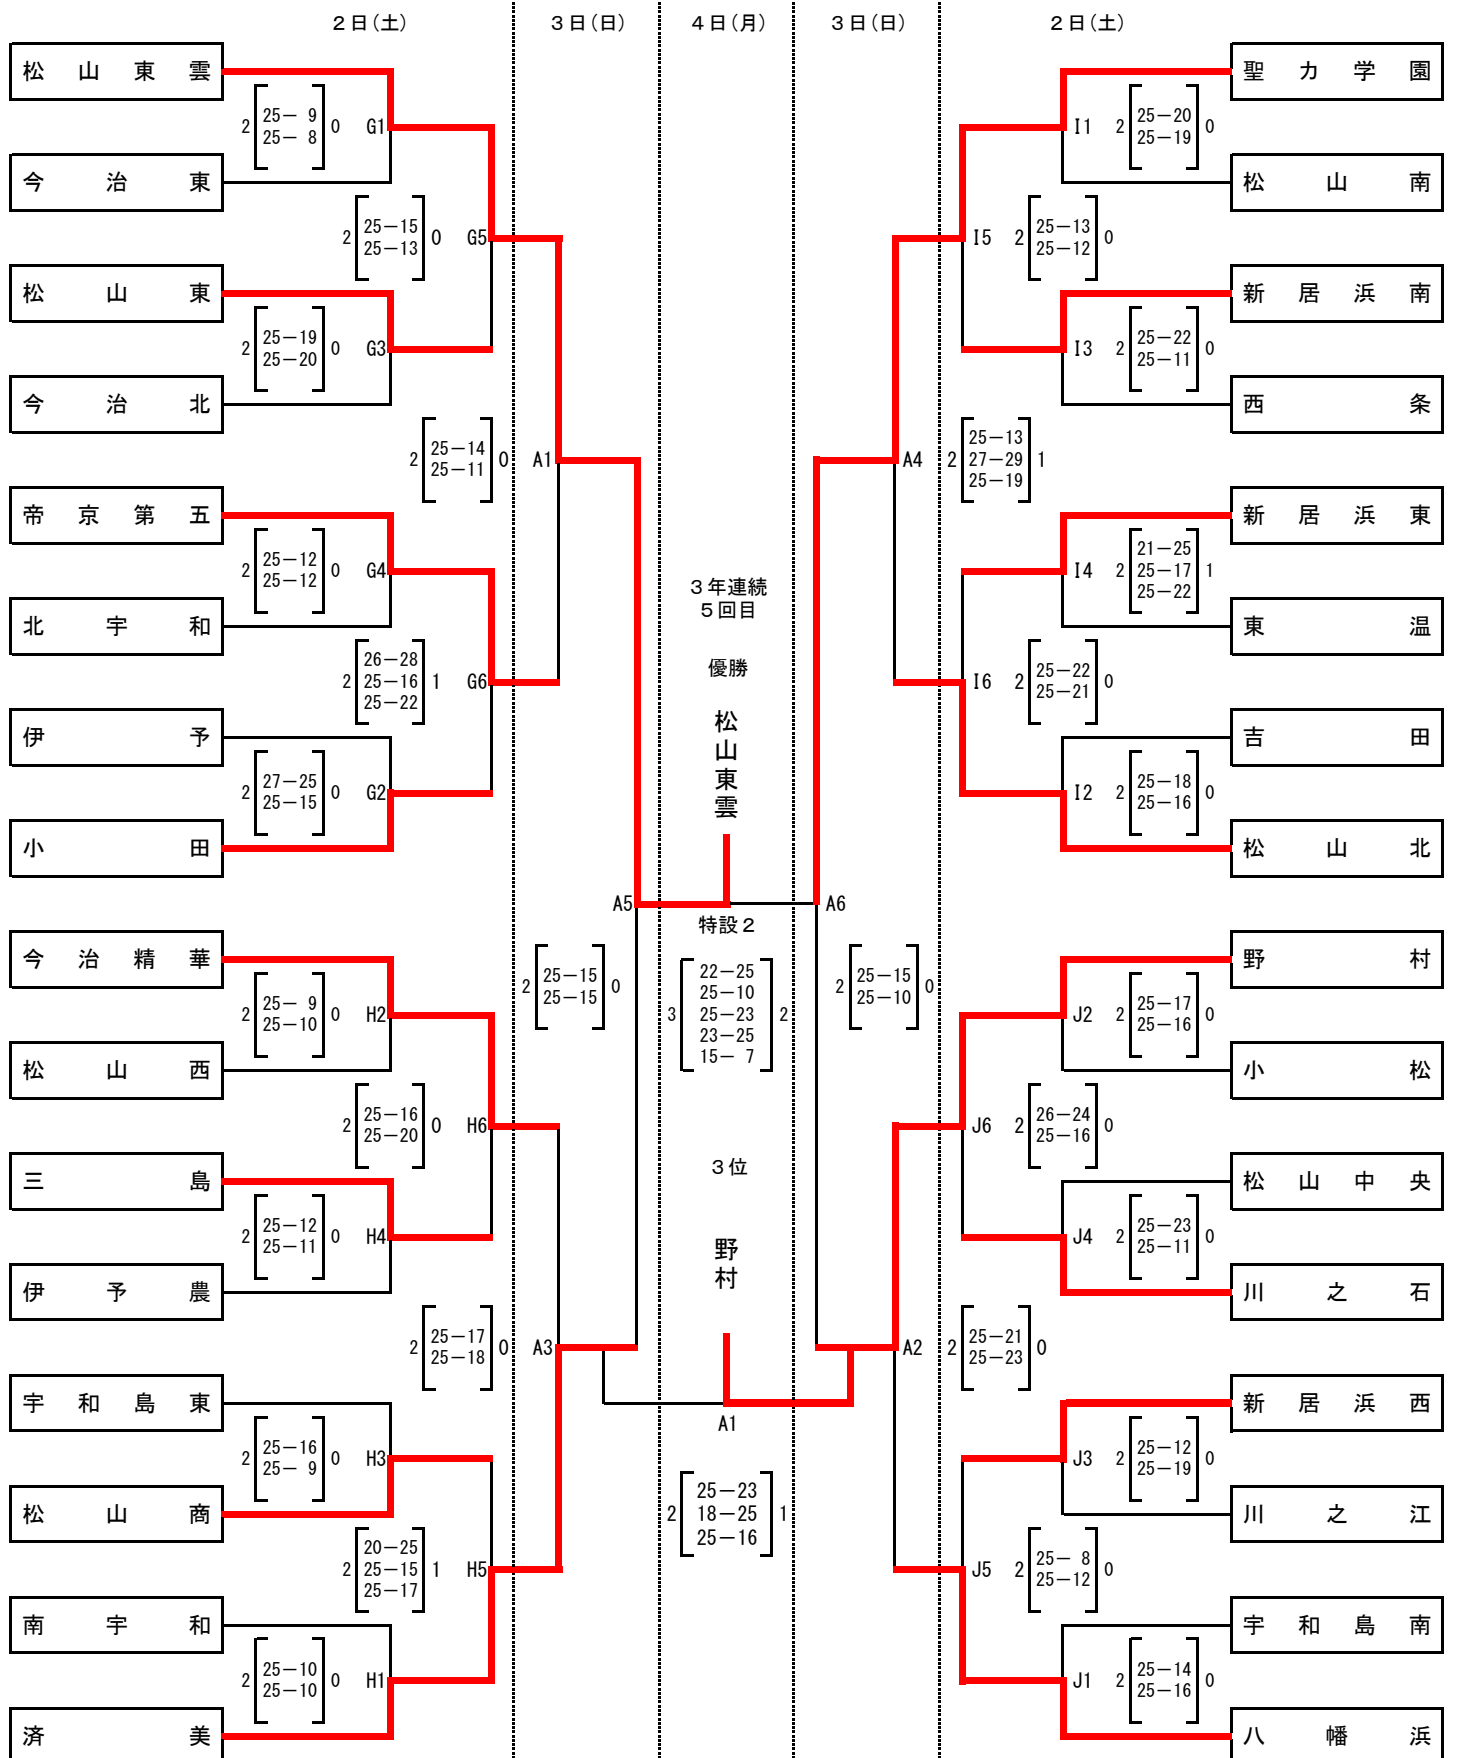 ２日（土） ３日（日） ４日（月） ３日（日） ２日（土）
松山東雲
2 25－ 9 0 G1
25－ 8
今治東
2 25－15 0 G5
25－13
松山東
2 25－19 0 G3
25－20
今治北
2 25－14 0 A1
25－11
帝京第五
2 25－12 0 G4
25－12
北宇和
2 26－28 1 G6
25－16
25－22
伊予
2 27－25 0 G2
25－15
小田
A5
2 25－15 0
25－15
今治精華
2 25－ 9 0 H2
25－10
松山西
2 25－16 0 H6
25－20
三島
2 25－12 0 H4
25－11
伊予農
2 25－17 0 A3
25－18
宇和島東
2 25－16 0 H3
25－ 9
松山商
2 20－25 1 H5
25－15
25－17
南宇和
2 25－10 0 H1
25－10
済美
３年連続
５回目
優勝
松山東雲
特設２
3 22－25 2
25－10
25－23
23－25
15－ 7
３位
野村
A1
2 25－23 1
18－25
25－16
聖カ学園
I1 2 25－20 0
25－19
松山南
I5 2 25－13 0
25－12
新居浜南
I3 2 25－22 0
25－11
西条
A4 2 25－13 1
27－29
25－19
新居浜東
I4 2 21－25 1
25－17
25－22
東温
I6 2 25－22 0
25－21
吉田
I2 2 25－18 0
25－16
松山北
A6
2 25－15 0
25－10
野村
J2 2 25－17 0
25－16
小松
J6 2 26－24 0
25－16
松山中央
J4 2 25－23 0
25－11
川之石
A2 2 25－21 0
25－23
新居浜西
J3 2 25－12 0
25－19
川之江
J5 2 25－ 8 0
25－12
宇和島南
J1 2 25－14 0
25－16
八幡浜